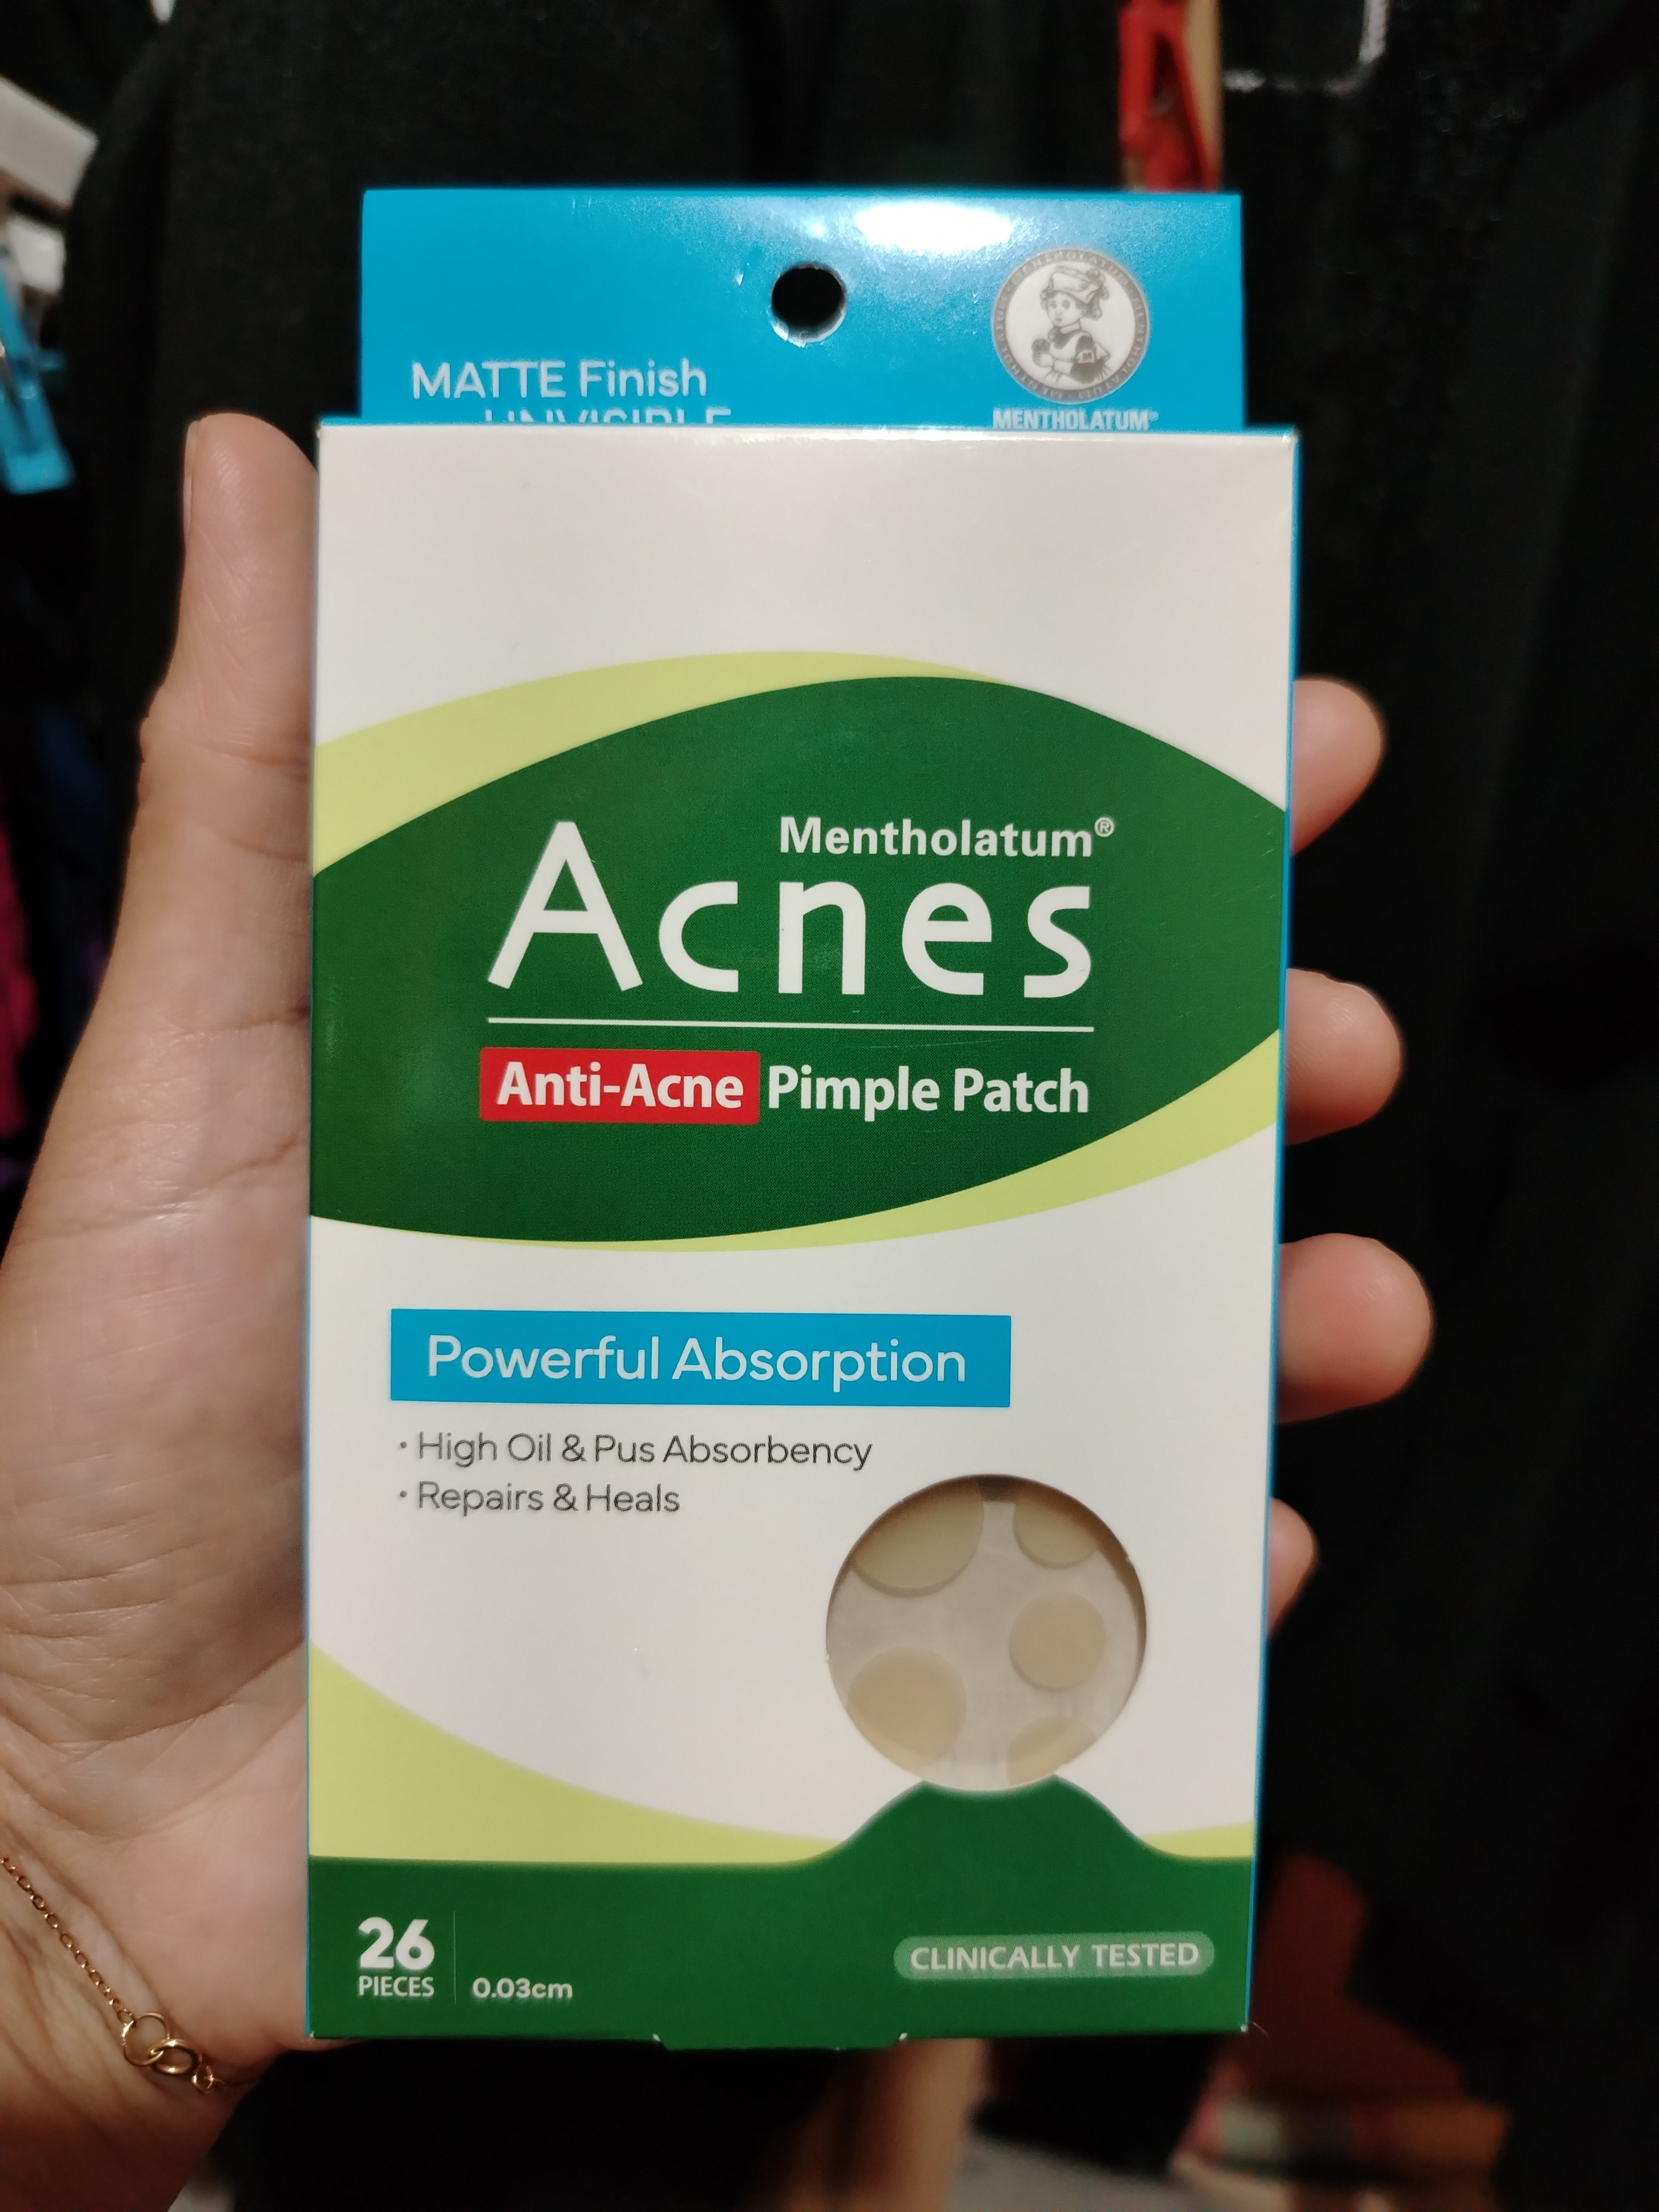 MATTE Finish
MENTHOLATUM®
Mentholatum®
Acnes
Anti-Acne Pimple Patch
Powerful Absorption
· High Oil & Pus Absorbency
· Repairs & Heals
26
PIECES
0.03cm
CLINICALLY TESTED